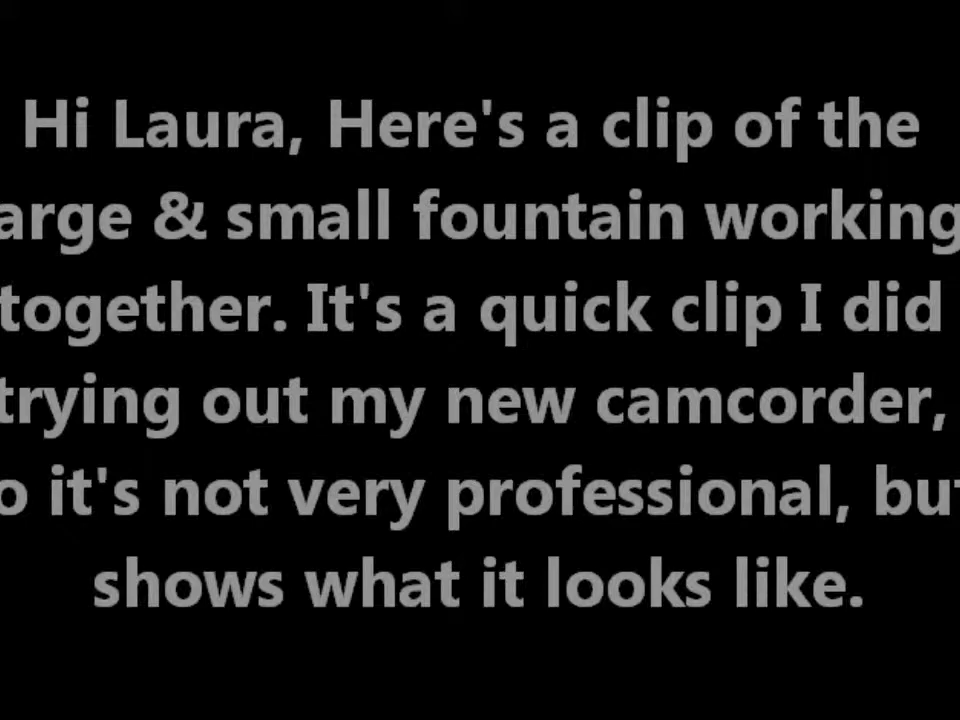 Hi Laura, Here's a clip of the
arge & small fountain working
together. It's a quick clip I did
trying out my new camcorder,
o it's not very professional, but
shows what it looks like.